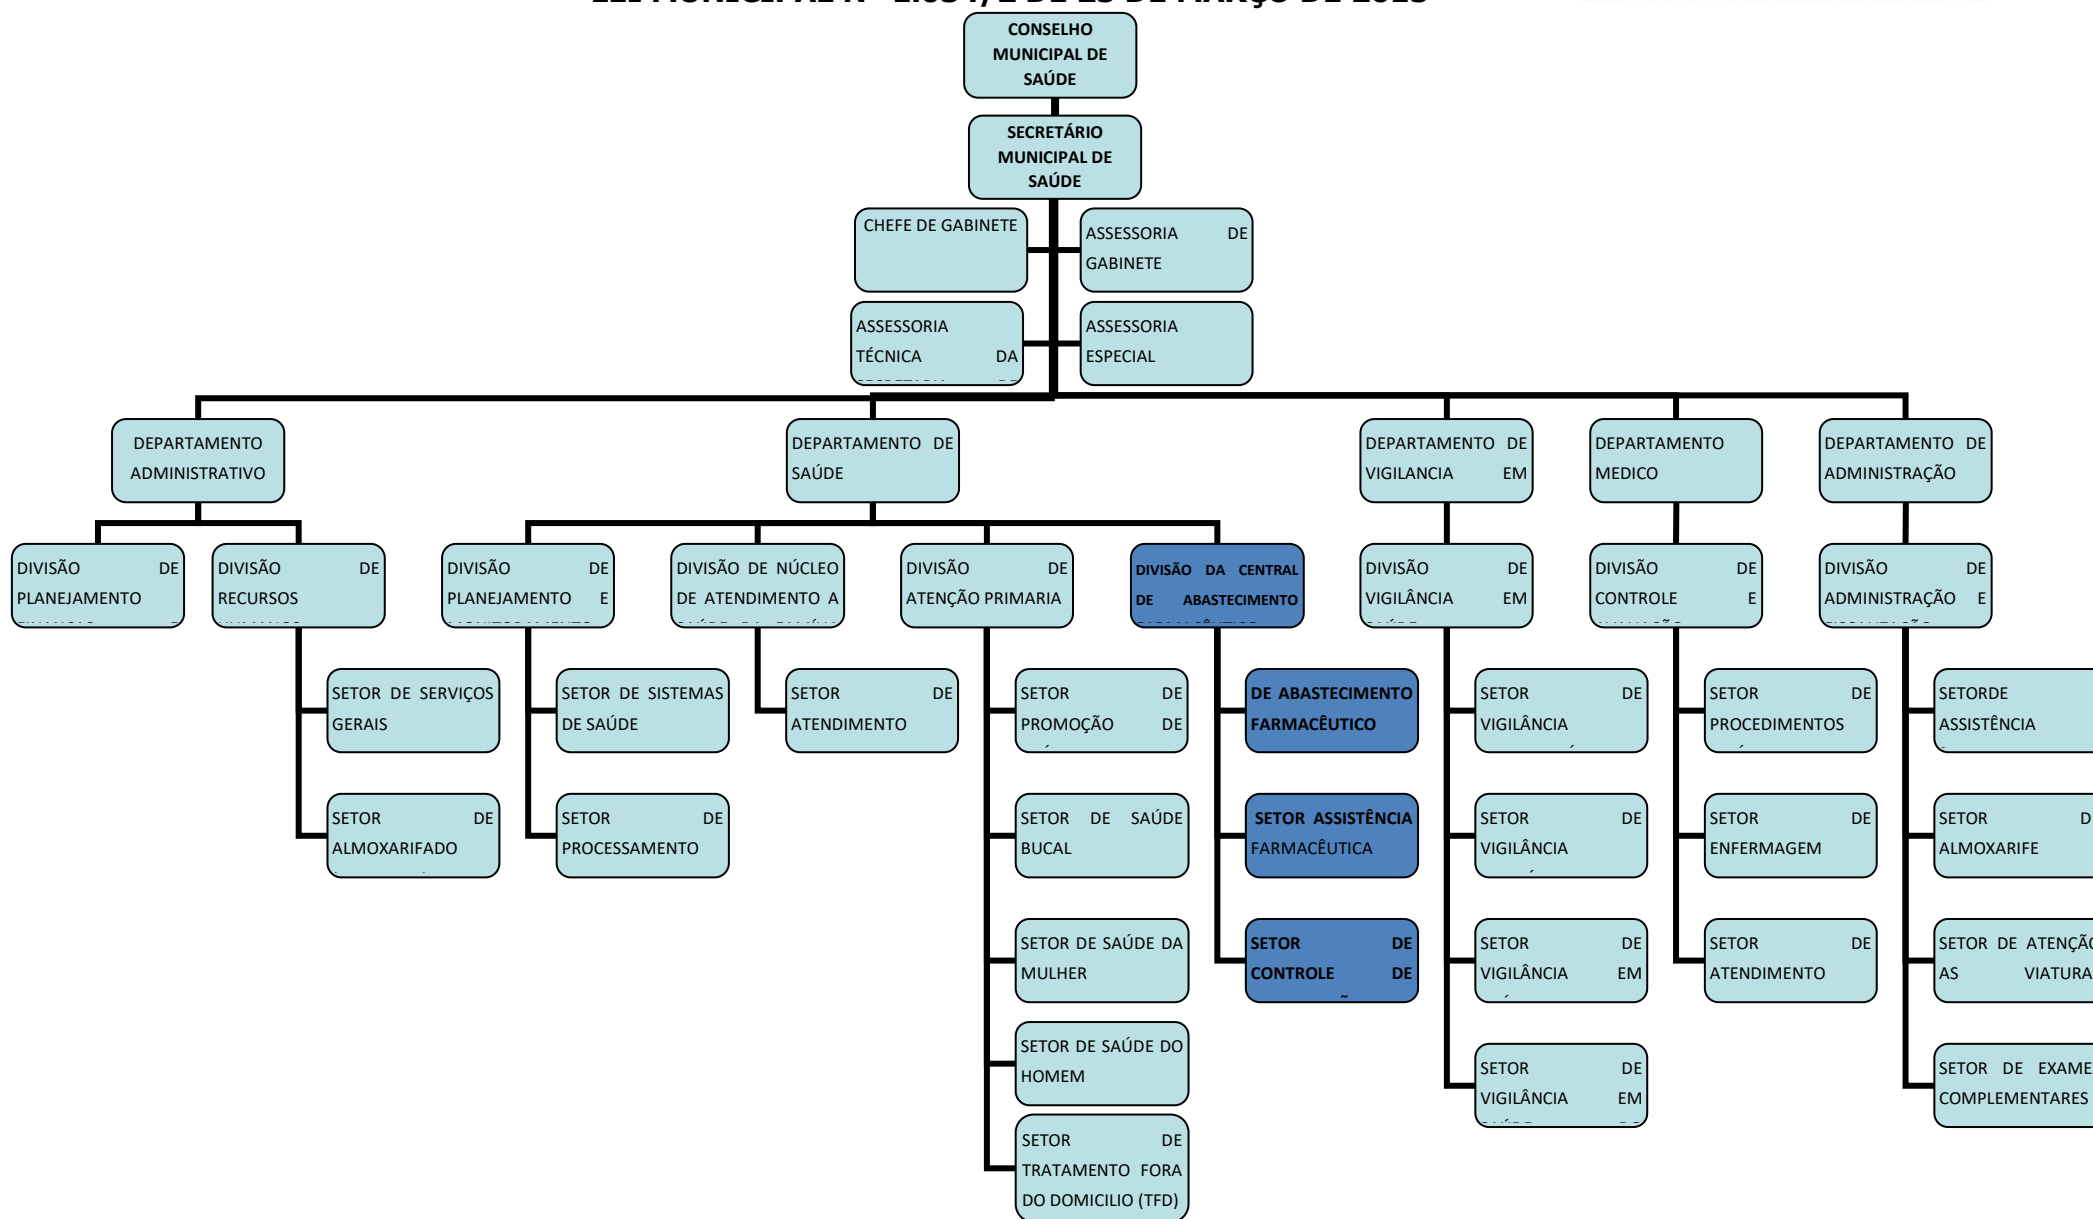 CONSELHO
MUNICIPAL DE
SAÚDE
SECRETÁRIO
MUNICIPAL DE
SAÚDE
CHEFE DE GABINETE
ASSESSORIA DE
GABINETE
ASSESSORIA
TÉCNICA DA
ASSESSORIA
ESPECIAL
DEPARTAMENTO
ADMINISTRATIVO
DEPARTAMENTO DE
SAÚDE
DEPARTAMENTO DE
VIGILANCIA EM
DEPARTAMENTO
MEDICO
DEPARTAMENTO DE
ADMINISTRAÇÃO
DIVISÃO DE
PLANEJAMENTO
DIVISÃO DE
RECURSOS
DIVISÃO DE
PLANEJAMENTO E
DIVISÃO DE NÚCLEO
DE ATENDIMENTO A
DIVISÃO DE
ATENÇÃO PRIMARIA
DIVISÃO DA CENTRAL
DE ABASTECIMENTO
DIVISÃO DE
VIGILÂNCIA EM
DIVISÃO DE
CONTROLE E
DIVISÃO DE
ADMINISTRAÇÃO E
SETOR DE SERVIÇOS
GERAIS
SETOR DE SISTEMAS
DE SAÚDE
SETOR DE
ATENDIMENTO
SETOR DE
PROMOÇÃO DE
DE ABASTECIMENTO
FARMACÊUTICO
SETOR DE
VIGILÂNCIA
SETOR DE
PROCEDIMENTOS
SETORDE
ASSISTÊNCIA
SETOR DE
ALMOXARIFADO
SETOR DE
PROCESSAMENTO
SETOR DE SAÚDE
BUCAL
SETOR ASSISTÊNCIA
FARMACÊUTICA
SETOR DE
VIGILÂNCIA
SETOR DE
ENFERMAGEM
SETOR
ALMOXARIFE
SETOR DE SAÚDE DA
MULHER
SETOR DE
CONTROLE DE
SETOR DE
VIGILÂNCIA EM
SETOR DE
ATENDIMENTO
SETOR DE ATENÇÃO
AS VIATURA
SETOR DE SAÚDE DO
HOMEM
SETOR DE
VIGILÂNCIA EM
SETOR DE EXAME
COMPLEMENTARES
SETOR DE
TRATAMENTO FORA
DO DOMICILIO (TFD)